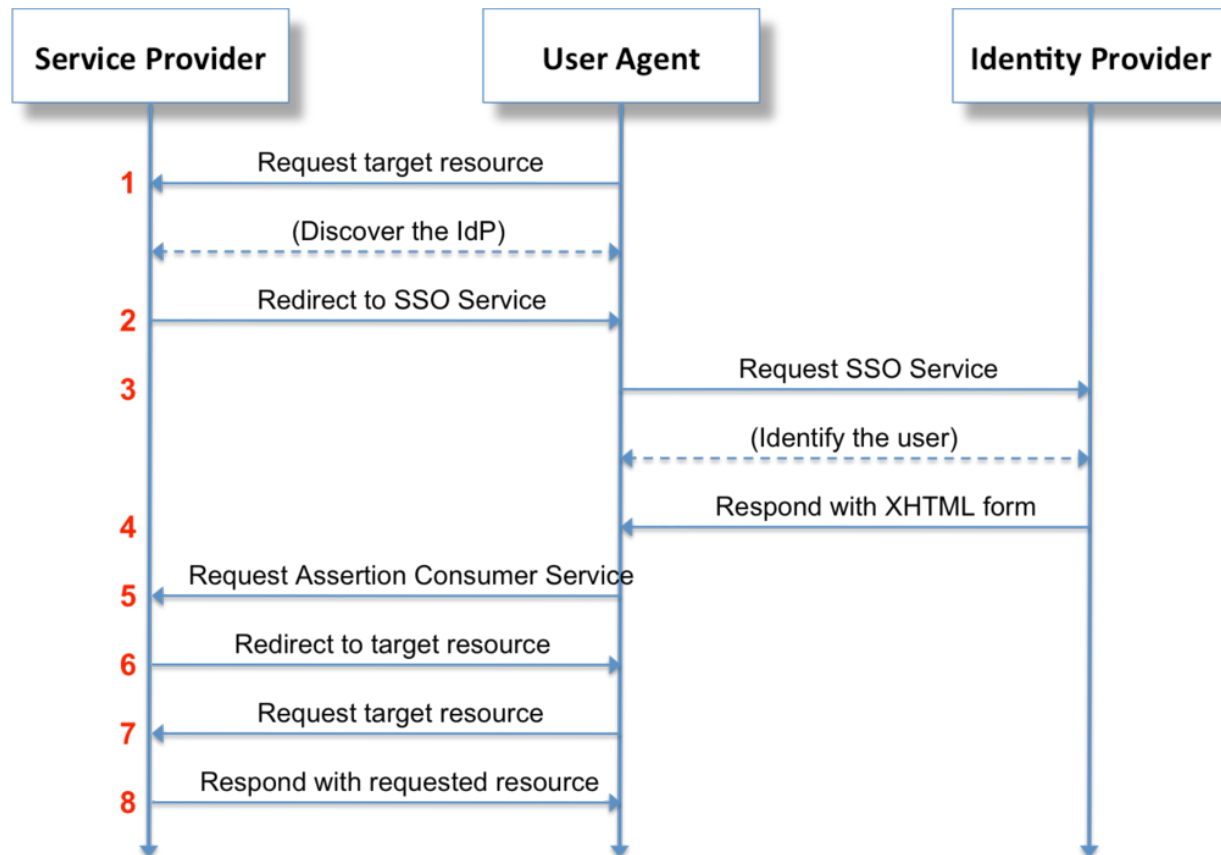 Service Provider
User Agent
Identity Provider
Request target resource
1
(Discover the IdP)
Redirect to SSO Service
2
Request SSO Service
3
(Identify the user)
Respond with XHTML form
4
Request Assertion Consumer Service
5
Redirect to target resource
6
Request target resource
7
Respond with requested resource
8